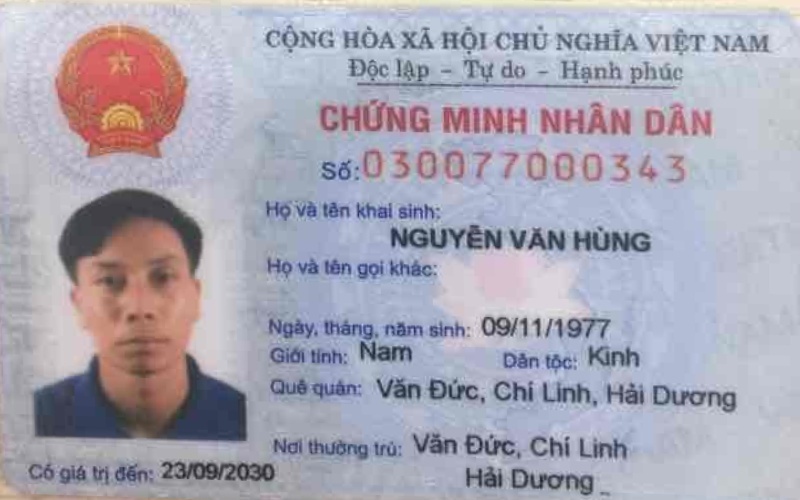 CỘNG HÒA XÃ HỘI CHỦ NGHĨA VIỆT NAM
Độc lập - Tự do - Hạnh phúc
CHỨNG MINH NHÂN DÂN
Số: 030077000343
Họ và tên khai sinh:
NGUYỄN VĂN HÙNG
Họ và tên gọi khác:
Ngày, tháng, năm sinh: 09/11/1977
Giới tính: Nam Dân tộc: Kinh
Quê quán: Văn Đức, Chí Linh, Hải Dương
Nơi thường trú: Văn Đức, Chí Linh
Hải Dương
Có giá trị đến: 23/09/2030